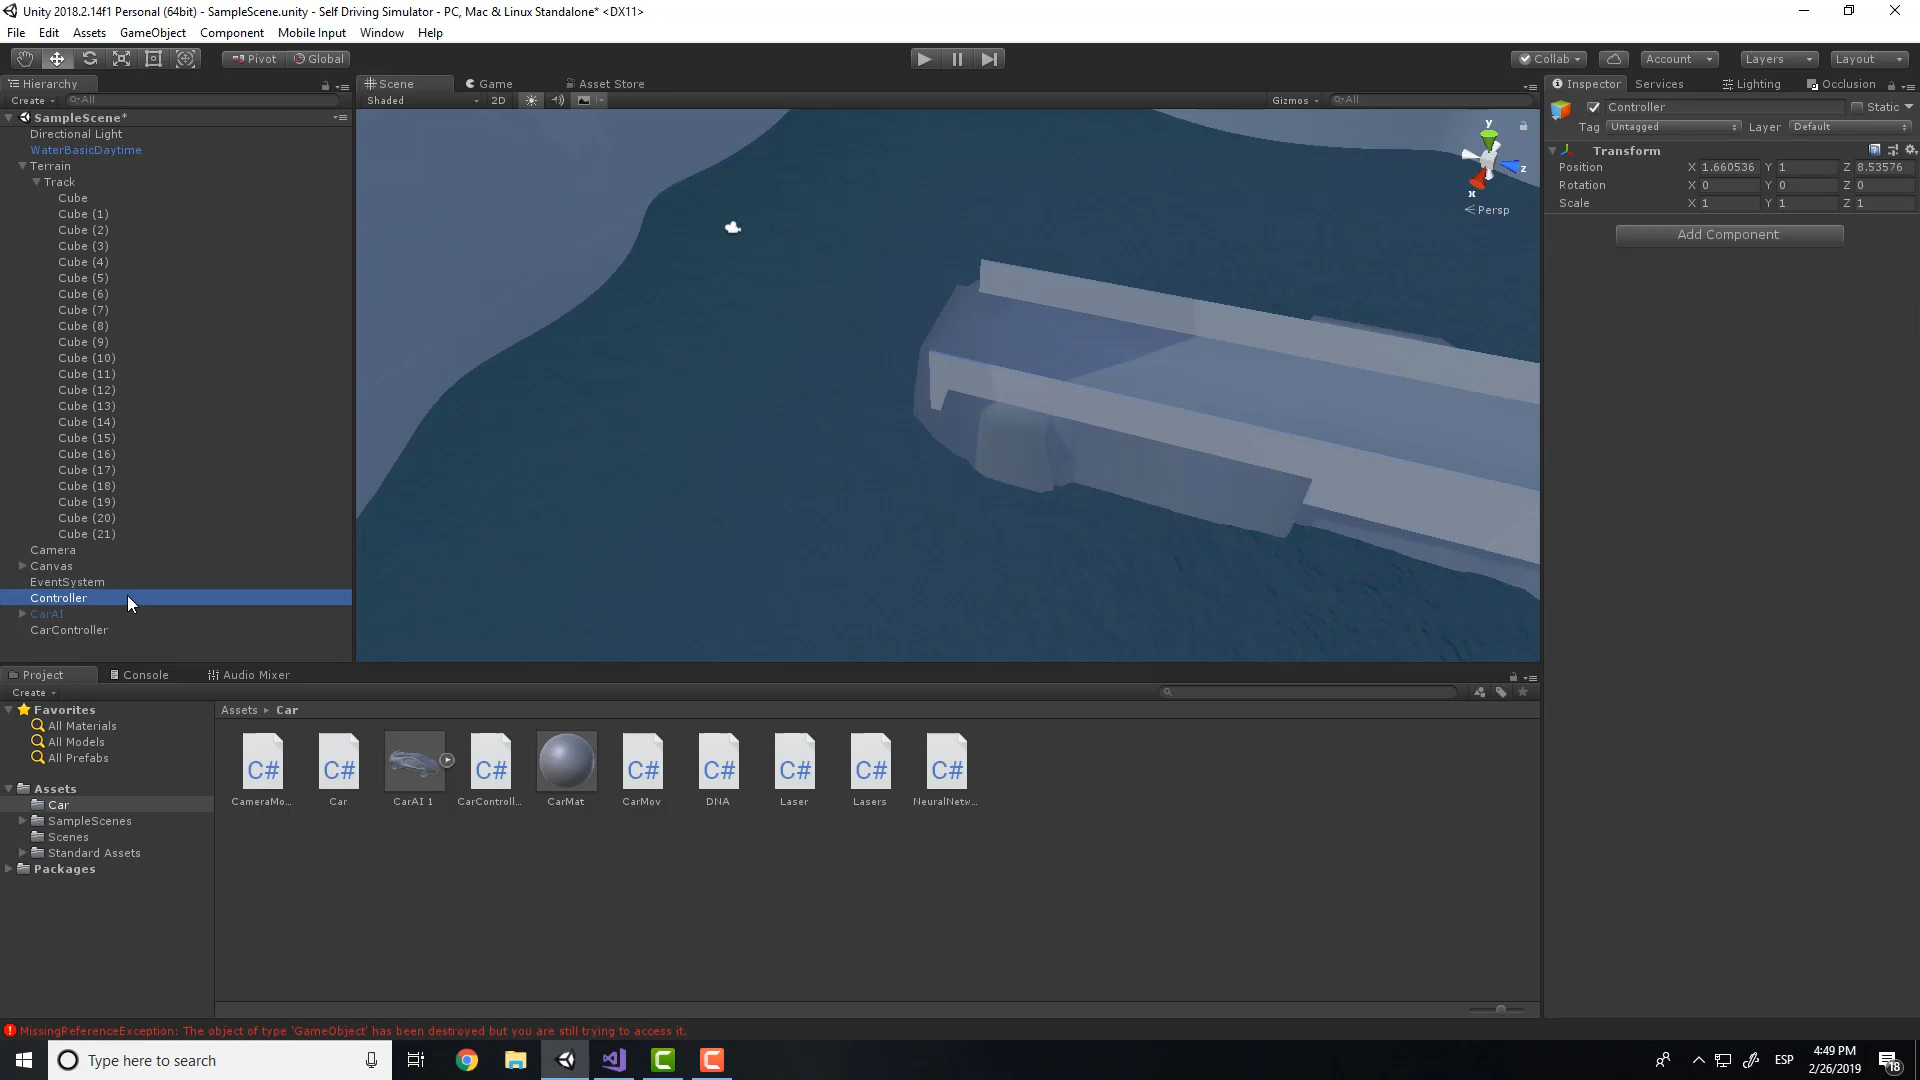 Unity 2018.2.14f1 Personal (64bit) - SampleScene.unity - Self Driving Simulator - PC, Mac & Linux Standalone* <DX11>
File Edit Assets GameObject Component Mobile Input Window Help
Pivot Global Collab Account Layers Layout
Hierarchy
Create All
SampleScene*
Directional Light
WaterBasicDaytime
Terrain
Track
Cube
Cube (1)
Cube (2)
Cube (3)
Cube (4)
Cube (5)
Cube (6)
Cube (7)
Cube (8)
Cube (9)
Cube (10)
Cube (11)
Cube (12)
Cube (13)
Cube (14)
Cube (15)
Cube (16)
Cube (17)
Cube (18)
Cube (19)
Cube (20)
Cube (21)
Camera
Canvas
EventSystem
Controller
CarAI
CarController
Scene Game Asset Store
Shaded 2D Gizmos All
y
z
x
Persp
Inspector Services Lighting Occlusion
Controller Static
Tag Untagged Layer Default
Transform
Position X 1.660536 Y 1 Z 8.53576
Rotation X 0 Y 0 Z 0
Scale X 1 Y 1 Z 1
Add Component
Project Console Audio Mixer
Create
Favorites
All Materials
All Models
All Prefabs
Assets
Car
SampleScenes
Scenes
Standard Assets
Packages
Assets Car
C# C# C# C# C# C# C# C#
CameraMo... Car CarAI 1 CarControll... CarMat CarMov DNA Laser Lasers NeuralNetw...
MissingReferenceException: The object of type 'GameObject' has been destroyed but you are still trying to access it.
Type here to search
ESP
4:49 PM
2/26/2019
18